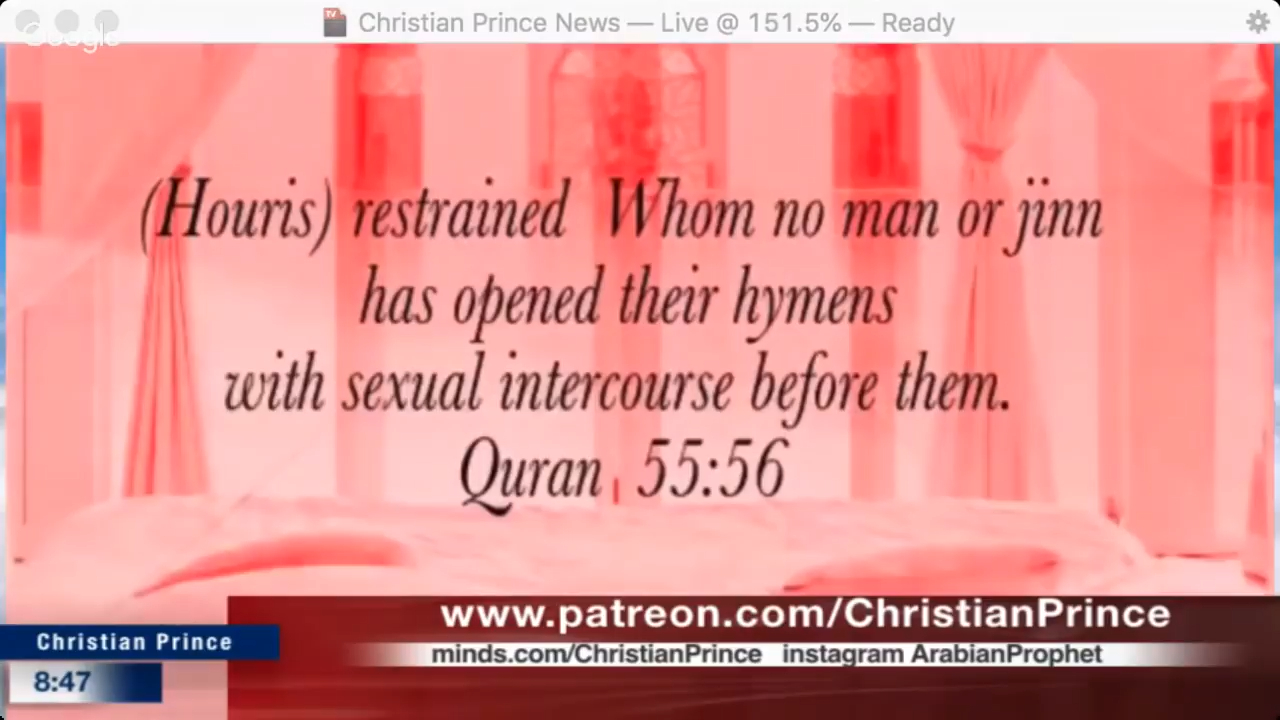 Christian Prince News — Live @ 151.5% — Ready
Google
(Houris) restrained Whom no man or jinn
has opened their hymens
with sexual intercourse before them.
Quran 55:56
www.patreon.com/ChristianPrince
Christian Prince
minds.com/ChristianPrince instagram ArabianProphet
8:47